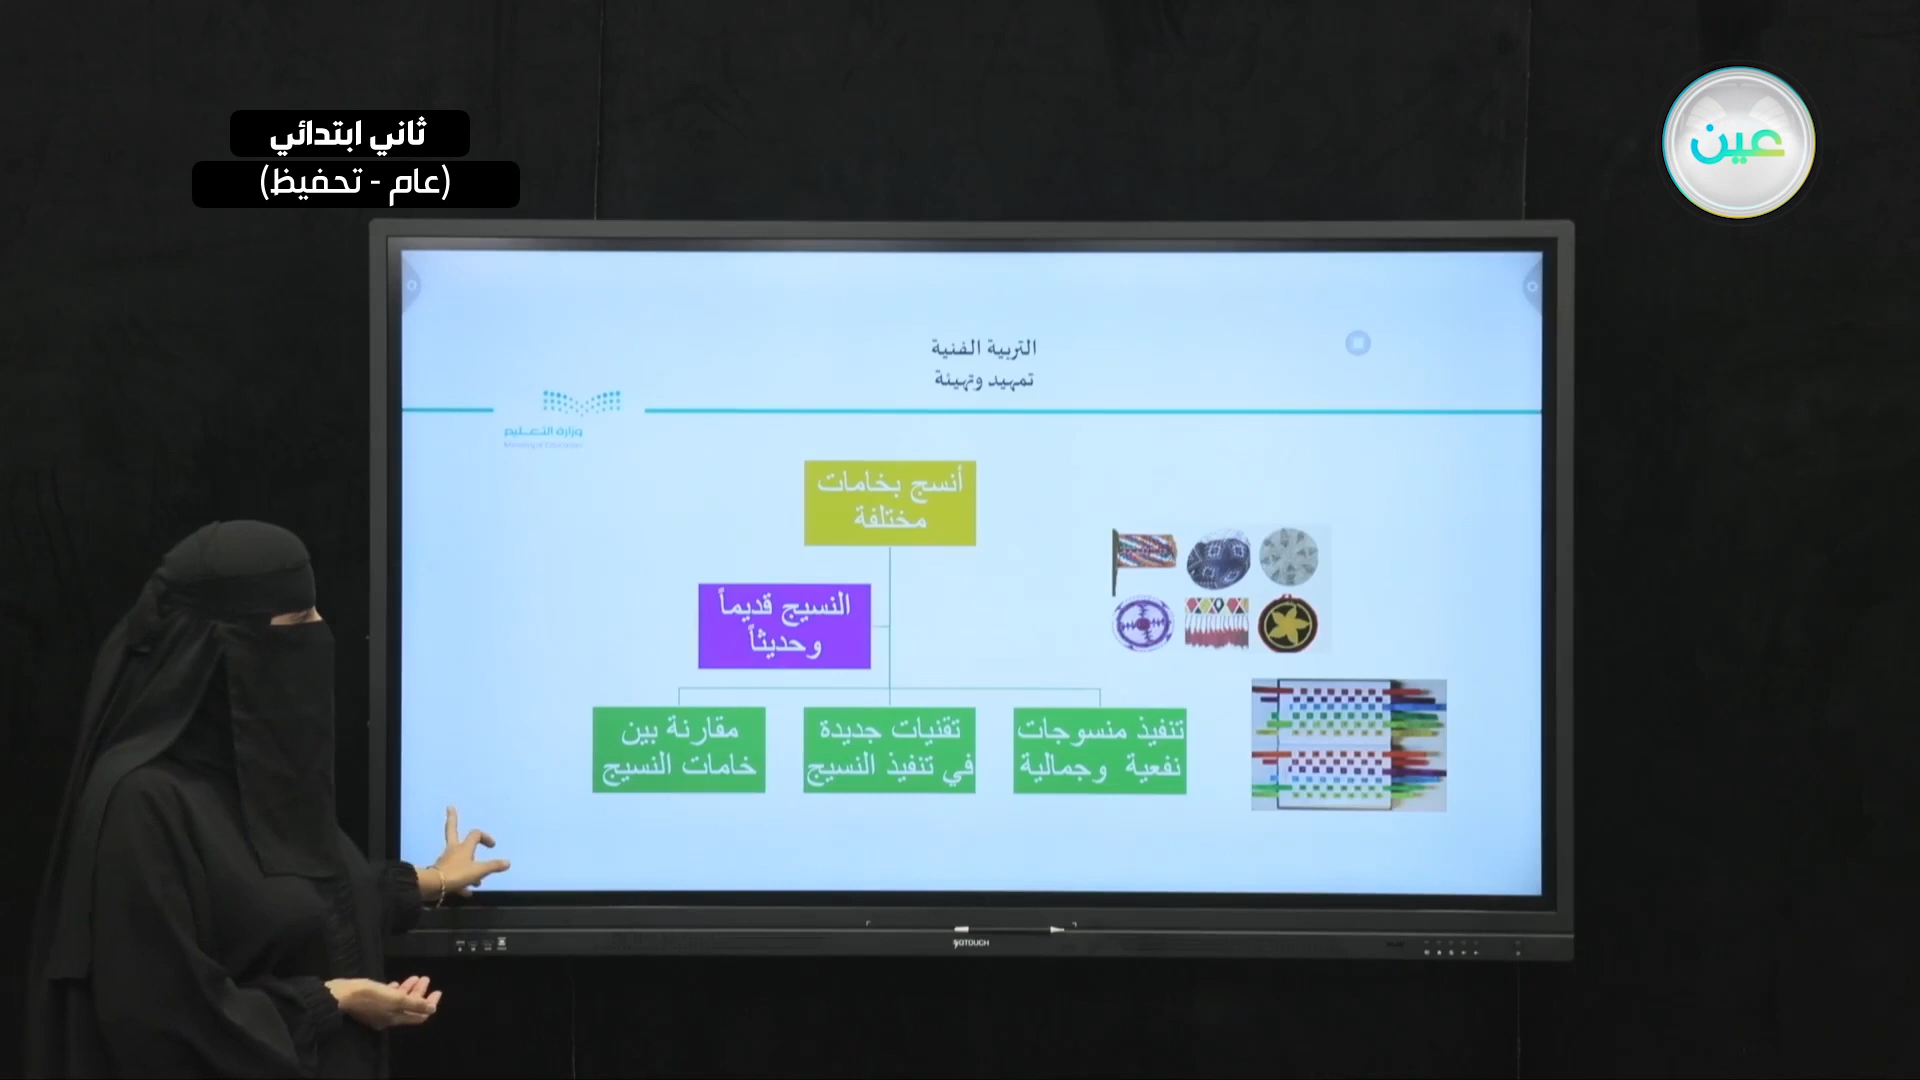 ثاني ابتدائي
(عام - تحفيظ)
عين
التربية الفنية
تمهيد وتهيئة
وزارة التعليم
أنسج بخامات
مختلفة
النسيج قديماً
وحديثاً
تنفيذ منسوجات
نفعية وجمالية
تقنيات جديدة
في تنفيذ النسيج
مقارنة بين
خامات النسيج